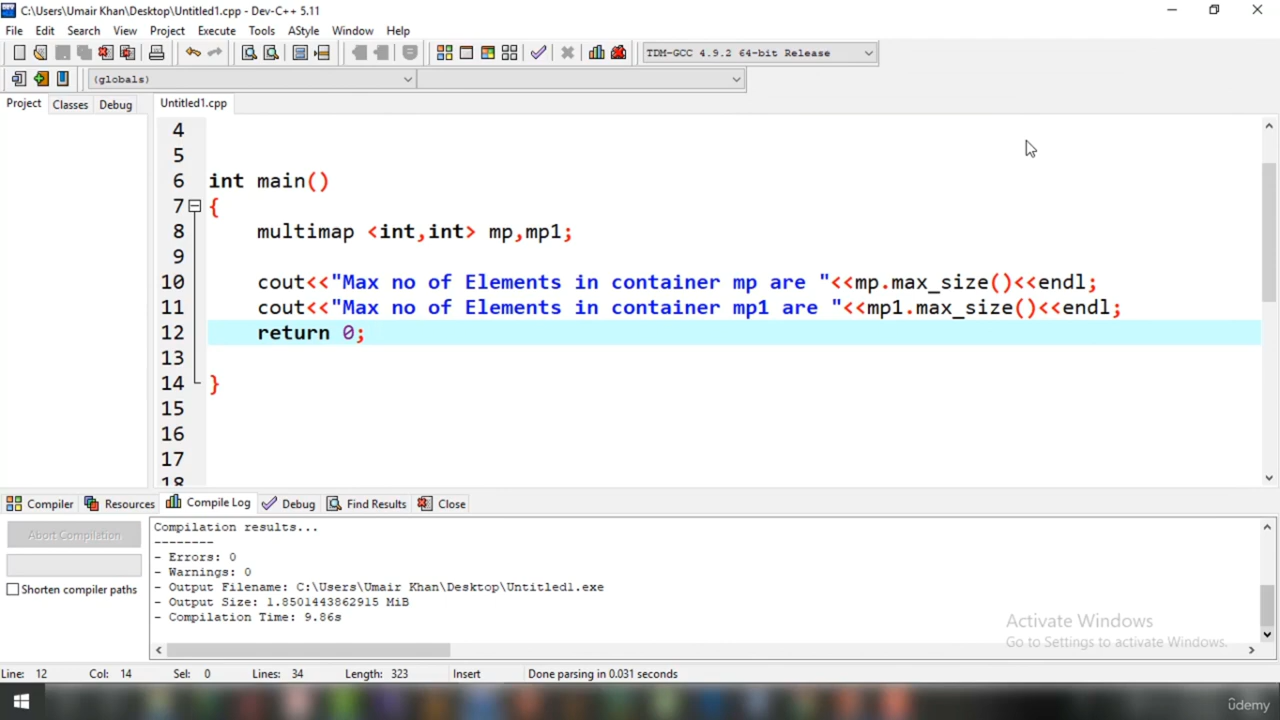 C:\Users\Umair Khan\Desktop\Untitled1.cpp - Dev-C++ 5.11
File Edit Search View Project Execute Tools AStyle Window Help
TDM-GCC 4.9.2 64-bit Release
(globals)
Project Classes Debug Untitled1.cpp
4
5
6 int main()
7 {
8 multimap <int,int> mp,mp1;
9
10 cout<<"Max no of Elements in container mp are "<<mp.max_size()<<endl;
11 cout<<"Max no of Elements in container mp1 are "<<mp1.max_size()<<endl;
12 return 0;
13
14 }
15
16
17
18
Compiler Resources Compile Log Debug Find Results Close
Abort Compilation
Shorten compiler paths
Compilation results...
--------
- Errors: 0
- Warnings: 0
- Output Filename: C:\Users\Umair Khan\Desktop\Untitled1.exe
- Output Size: 1.8501443862915 MiB
- Compilation Time: 9.86s
Activate Windows
Go to Settings to activate Windows.
Line: 12 Col: 14 Sel: 0 Lines: 34 Length: 323 Insert Done parsing in 0.031 seconds
ûdemy